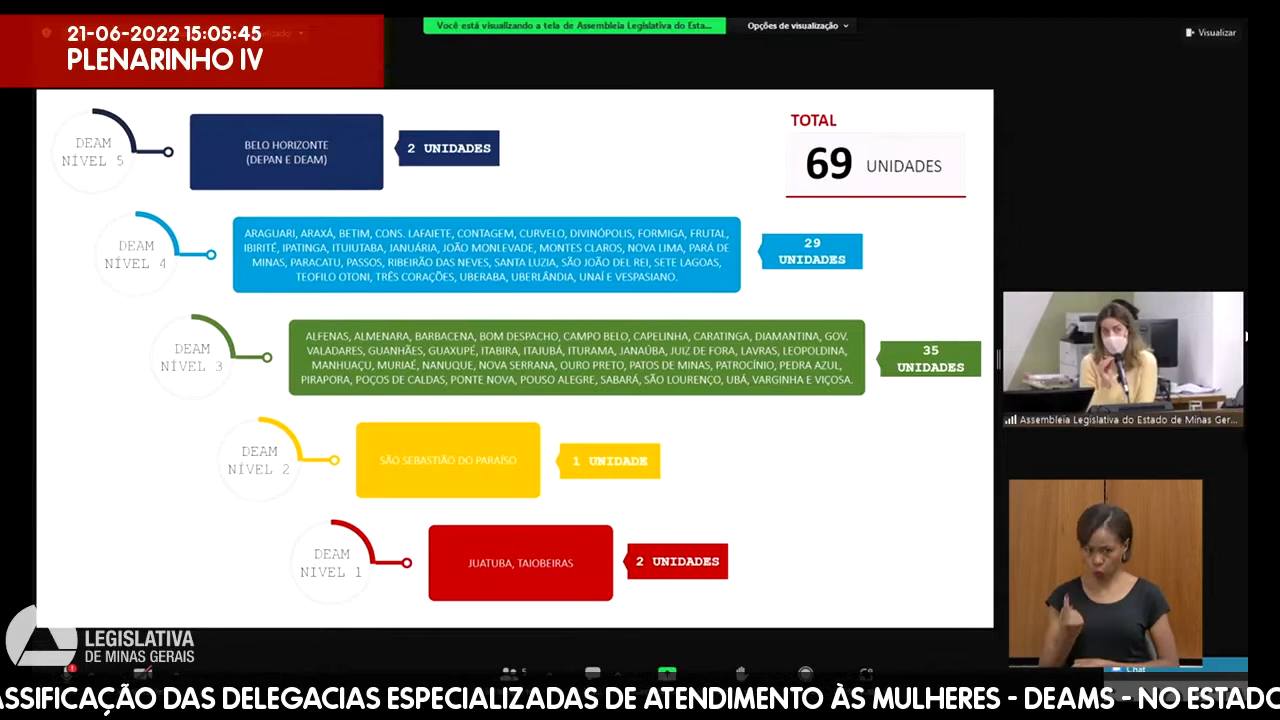 21-06-2022 15:05:45
PLENARINHO IV
Você está visualizando a tela de Assembleia Legislativa do Esta...
Opções de visualização
Visualizar
DEAM
NÍVEL 5
BELO HORIZONTE
(DEPAN E DEAM)
2 UNIDADES
TOTAL
69 UNIDADES
DEAM
NÍVEL 4
ARAGUARI, ARAXÁ, BETIM, CONS. LAFAIETE, CONTAGEM, CURVELO, DIVINÓPOLIS, FORMIGA, FRUTAL,
IBIRITÉ, IPATINGA, ITUIUTABA, JANUÁRIA, JOÃO MONLEVADE, MONTES CLAROS, NOVA LIMA, PARÁ DE
MINAS, PARACATU, PASSOS, RIBEIRÃO DAS NEVES, SANTA LUZIA, SÃO JOÃO DEL REI, SETE LAGOAS,
TEOFILO OTONI, TRÊS CORAÇÕES, UBERABA, UBERLÂNDIA, UNAÍ E VESPASIANO.
29
UNIDADES
DEAM
NÍVEL 3
ALFENAS, ALMENARA, BARBACENA, BOM DESPACHO, CAMPO BELO, CAPELINHA, CARATINGA, DIAMANTINA, GOV.
VALADARES, GUANHÃES, GUAXUPÉ, ITABIRA, ITAJUBÁ, ITURAMA, JANAÚBA, JUIZ DE FORA, LAVRAS, LEOPOLDINA,
MANHUAÇU, MURIAÉ, NANUQUE, NOVA SERRANA, OURO PRETO, PATOS DE MINAS, PATROCÍNIO, PEDRA AZUL,
PIRAPORA, POÇOS DE CALDAS, PONTE NOVA, POUSO ALEGRE, SABARÁ, SÃO LOURENÇO, UBÁ, VARGINHA E VIÇOSA.
35
UNIDADES
DEAM
NÍVEL 2
SÃO SEBASTIÃO DO PARAÍSO
1 UNIDADE
DEAM
NIVEL 1
JUATUBA, TAIOBEIRAS
2 UNIDADES
Assembleia Legislativa do Estado de Minas Ger...
LEGISLATIVA
DE MINAS GERAIS
Chat
ASSIFICAÇÃO DAS DELEGACIAS ESPECIALIZADAS DE ATENDIMENTO ÀS MULHERES - DEAMS - NO ESTADO